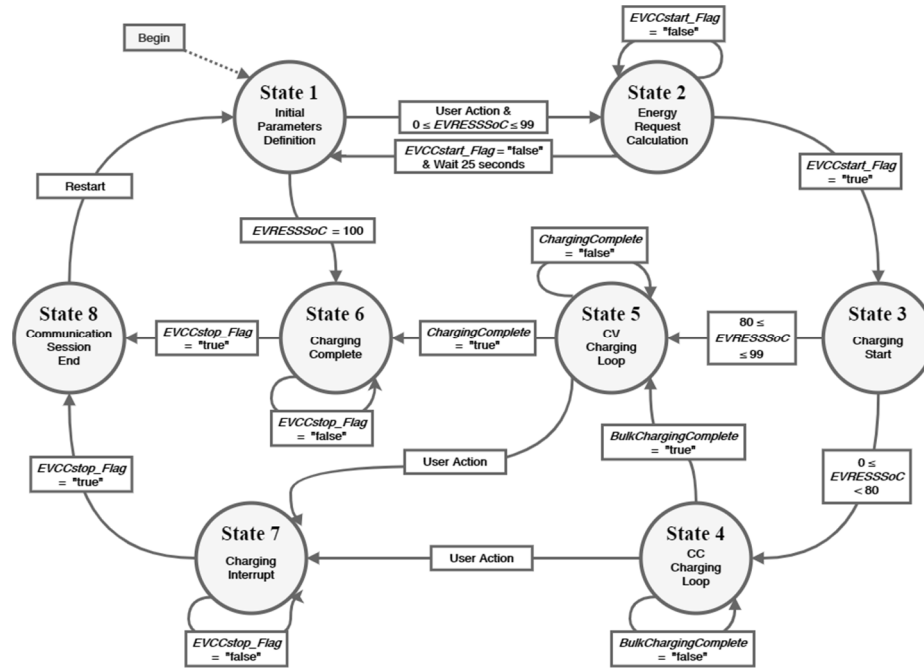 Begin
State 1
Initial
Parameters
Definition
User Action &
0 ≤ EVRESSSoC ≤ 99
EVCCstart_Flag = "false"
& Wait 25 seconds
EVCCstart_Flag
= "false"
State 2
Energy
Request
Calculation
EVCCstart_Flag
= "true"
Restart
EVRESSSoC = 100
ChargingComplete
= "false"
State 8
Communication
Session
End
EVCCstop_Flag
= "true"
State 6
Charging
Complete
EVCCstop_Flag
= "false"
ChargingComplete
= "true"
State 5
CV
Charging
Loop
80 ≤
EVRESSSoC
≤ 99
State 3
Charging
Start
User Action
BulkChargingComplete
= "true"
0 ≤
EVRESSSoC
< 80
EVCCstop_Flag
= "true"
State 7
Charging
Interrupt
EVCCstop_Flag
= "false"
User Action
State 4
CC
Charging
Loop
BulkChargingComplete
= "false"